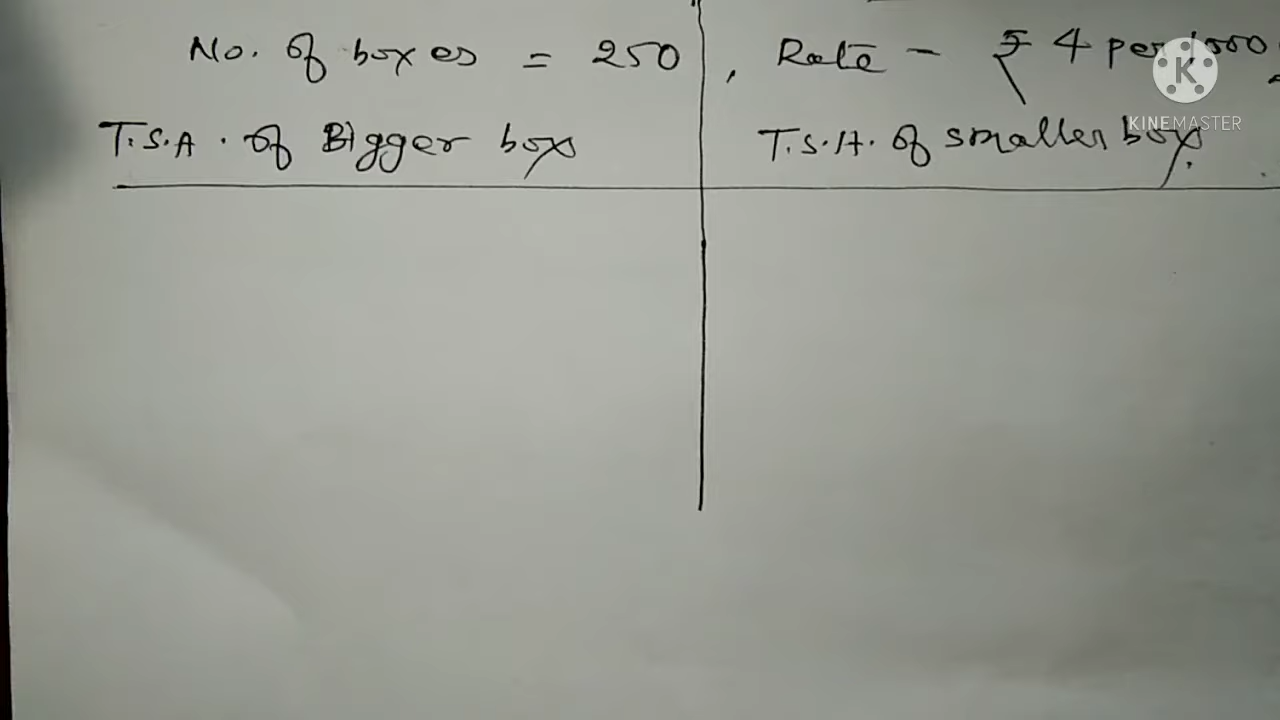 No. of boxes = 250, Rate - ₹ 4 per 1000
T.S.A. of Bigger box
T.S.A. of smaller box.
KINEMASTER